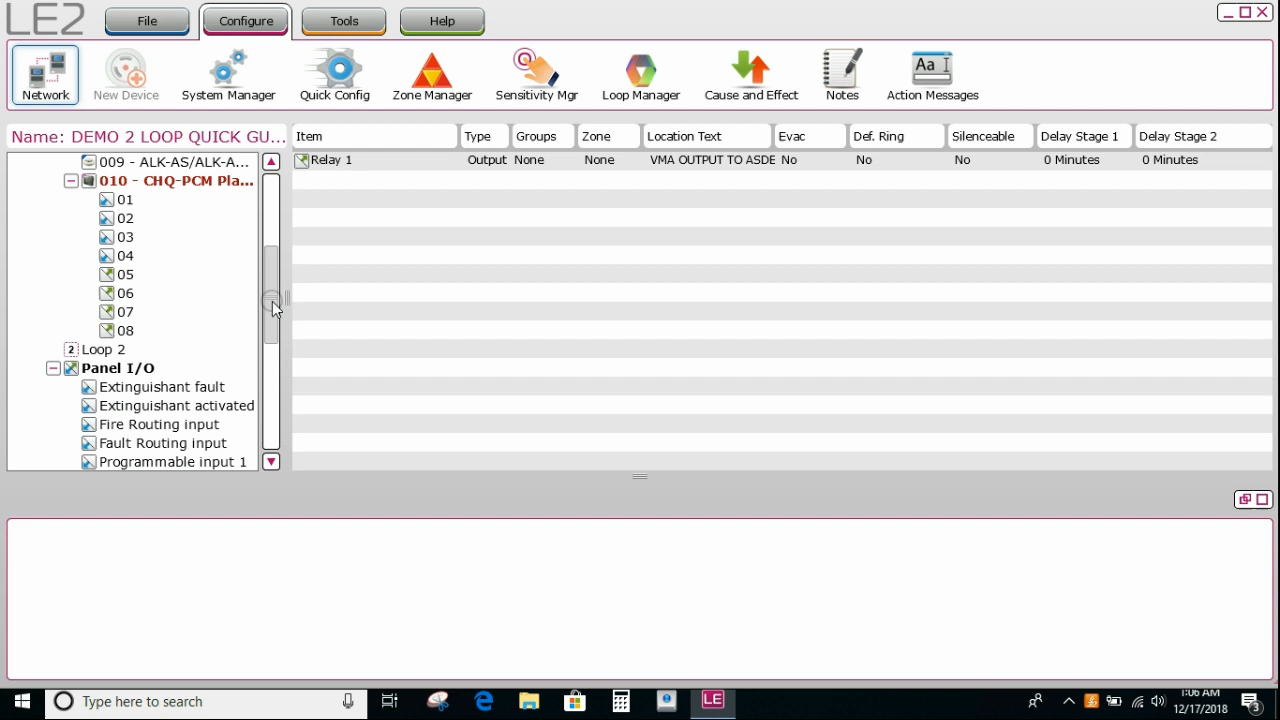 LE2
File
Configure
Tools
Help
Network
New Device
System Manager
Quick Config
Zone Manager
Sensitivity Mgr
Loop Manager
Cause and Effect
Notes
Aa
Action Messages
Name: DEMO 2 LOOP QUICK GU...
Item
Type
Groups
Zone
Location Text
Evac
Def. Ring
Silenceable
Delay Stage 1
Delay Stage 2
Relay 1
Output
None
None
VMA OUTPUT TO ASDE
No
No
No
0 Minutes
0 Minutes
009 - ALK-AS/ALK-A...
010 - CHQ-PCM Pla...
01
02
03
04
05
06
07
08
2 Loop 2
Panel I/O
Extinguishant fault
Extinguishant activated
Fire Routing input
Fault Routing input
Programmable input 1
Type here to search
LE
1:06 AM
12/17/2018
3